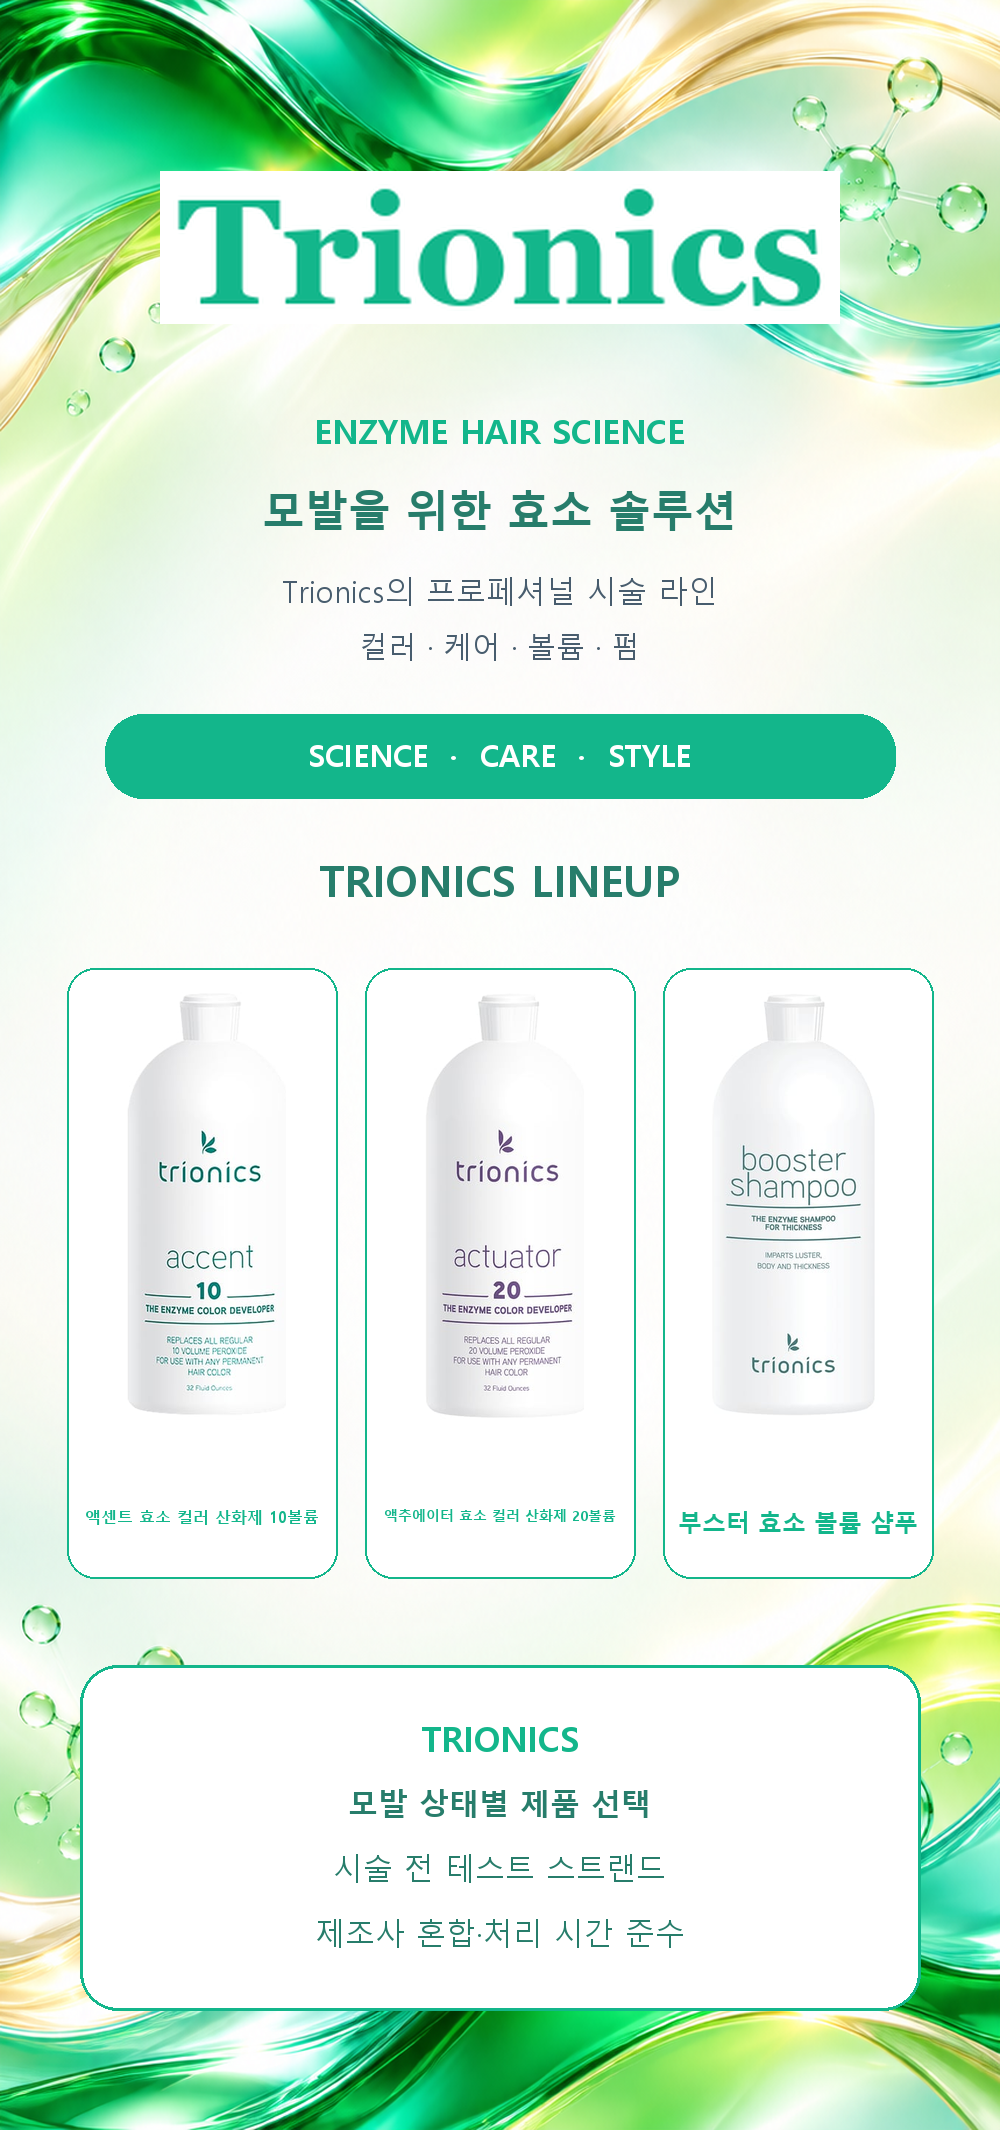 Trionics
ENZYME HAIR SCIENCE
모발을 위한 효소 솔루션
Trionics의 프로페셔널 시술 라인
컬러 · 케어 · 볼륨 · 펌
SCIENCE · CARE · STYLE
TRIONICS LINEUP
trionics
accent
10
THE ENZYME COLOR DEVELOPER
REPLACES ALL REGULAR
10 VOLUME PEROXIDE
FOR USE WITH ANY PERMANENT
HAIR COLOR
32 Fluid Ounces
액센트 효소 컬러 산화제 10볼륨
trionics
actuator
20
THE ENZYME COLOR DEVELOPER
REPLACES ALL REGULAR
20 VOLUME PEROXIDE
FOR USE WITH ANY PERMANENT
HAIR COLOR
32 Fluid Ounces
액추에이터 효소 컬러 산화제 20볼륨
booster
shampoo
THE ENZYME SHAMPOO
FOR THICKNESS
IMPARTS LUSTER,
BODY AND THICKNESS
trionics
부스터 효소 볼륨 샴푸
TRIONICS
모발 상태별 제품 선택
시술 전 테스트 스트랜드
제조사 혼합·처리 시간 준수